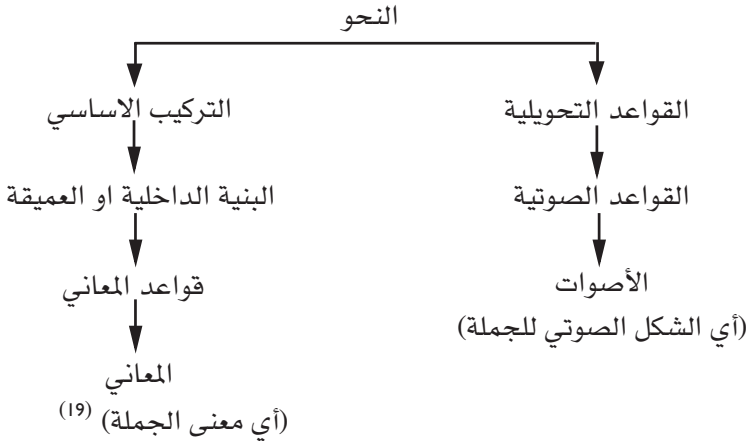 النحو
القواعد التحويلية
التركيب الاساسي
القواعد الصوتية
البنية الداخلية او العميقة
الأصوات
(أي الشكل الصوتي للجملة)
قواعد المعاني
المعاني
(أي معنى الجملة) (19)